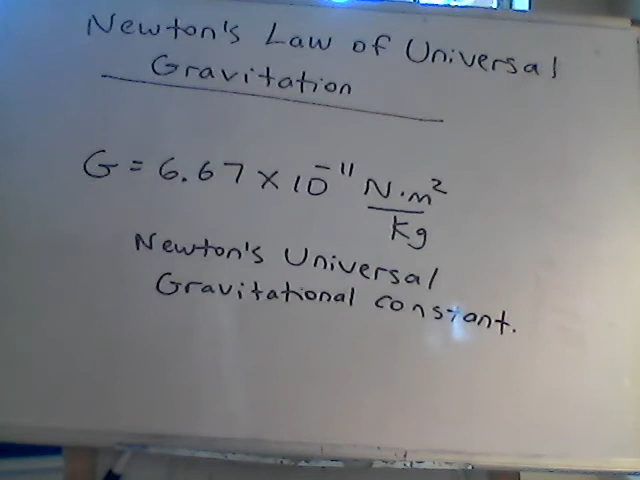 Newton's Law of Universal
Gravitation
G = 6.67 × 10⁻¹¹ N·m²/kg
Newton's Universal
Gravitational constant.